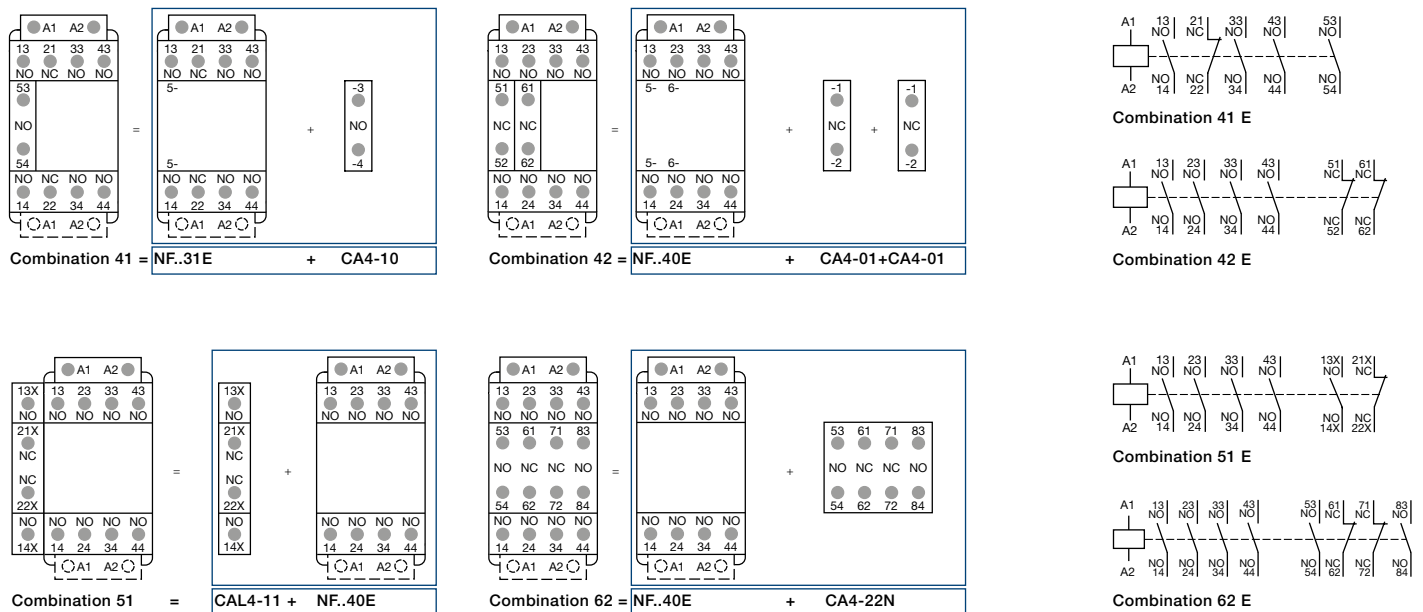 A1 A2
13 21 33 43
NO NC NO NO
53
NO
54
NO NC NO NO
14 22 34 44
A1 A2
=
A1 A2
13 21 33 43
NO NC NO NO
5-
5-
NO NC NO NO
14 22 34 44
A1 A2
+
-3
NO
-4
Combination 41 = NF..31E + CA4-10
A1 A2
13 23 33 43
NO NO NO NO
51 61
NC NC
52 62
NO NO NO NO
14 24 34 44
A1 A2
=
A1 A2
13 23 33 43
NO NO NO NO
5- 6-
5- 6-
NO NO NO NO
14 24 34 44
A1 A2
+
-1
NC
-2
+
-1
NC
-2
Combination 42 = NF..40E + CA4-01+CA4-01
A1 13 21 33 43 53
NO NC NO NO NO
NO NC NO NO NO
A2 14 22 34 44 54
Combination 41 E
A1 13 23 33 43 51 61
NO NO NO NO NC NC
NO NO NO NO NC NC
A2 14 24 34 44 52 62
Combination 42 E
A1 A2
13X 13 23 33 43
NO NO NO NO NO
21X
NC
NC
22X
NO NO NO NO NO
14X 14 24 34 44
A1 A2
=
13X
NO
21X
NC
NC
22X
NO
14X
+
A1 A2
13 23 33 43
NO NO NO NO
NO NO NO NO
14 24 34 44
A1 A2
Combination 51 = CAL4-11 + NF..40E
A1 A2
13 23 33 43
NO NO NO NO
53 61 71 83
NO NC NC NO
54 62 72 84
NO NO NO NO
14 24 34 44
A1 A2
=
A1 A2
13 23 33 43
NO NO NO NO
NO NO NO NO
14 24 34 44
A1 A2
+
53 61 71 83
NO NC NC NO
54 62 72 84
Combination 62 = NF..40E + CA4-22N
A1 13 23 33 43 13X 21X
NO NO NO NO NO NC
NO NO NO NO NO NC
A2 14 24 34 44 14X 22X
Combination 51 E
A1 13 23 33 43 53 61 71 83
NO NO NO NO NO NC NC NO
NO NO NO NO NO NC NC NO
A2 14 24 34 44 54 62 72 84
Combination 62 E